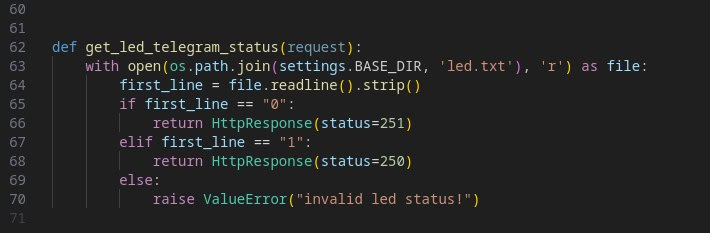 60
61
62 def get_led_telegram_status(request):
63     with open(os.path.join(settings.BASE_DIR, 'led.txt'), 'r') as file:
64         first_line = file.readline().strip()
65         if first_line == "0":
66             return HttpResponse(status=251)
67         elif first_line == "1":
68             return HttpResponse(status=250)
69         else:
70             raise ValueError("invalid led status!")
71